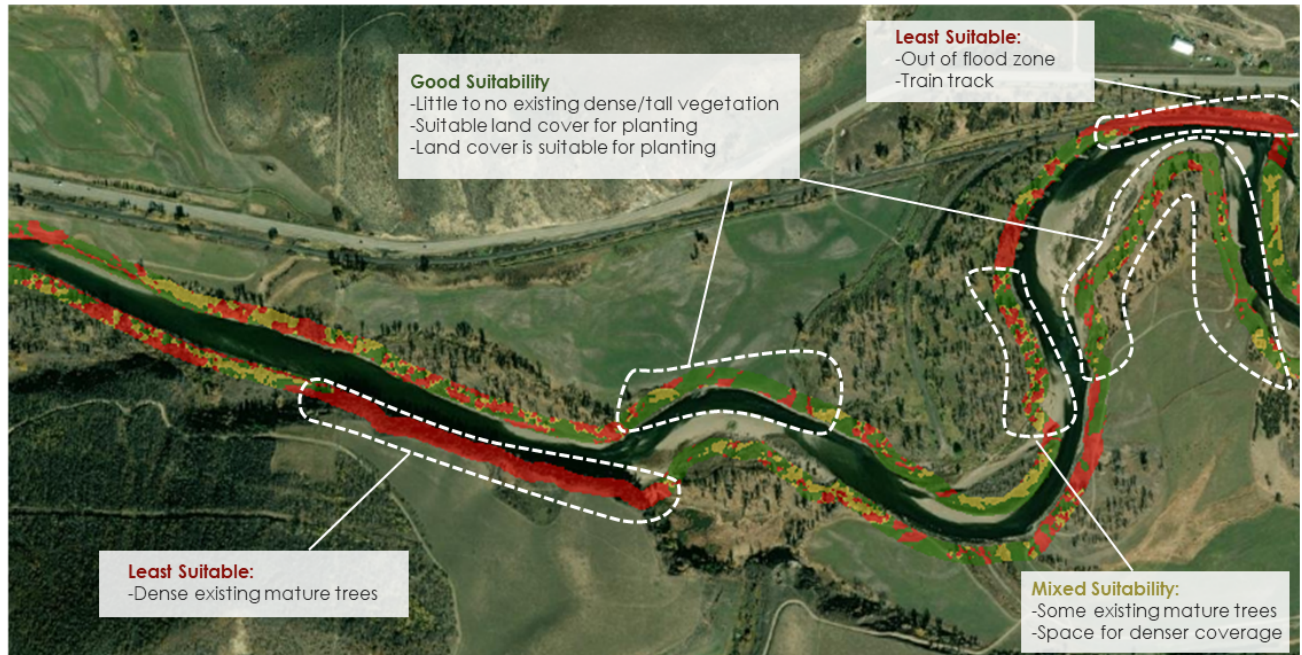 Least Suitable:
-Out of flood zone
-Train track
Good Suitability
-Little to no existing dense/tall vegetation
-Suitable land cover for planting
-Land cover is suitable for planting
Least Suitable:
-Dense existing mature trees
Mixed Suitability:
-Some existing mature trees
-Space for denser coverage